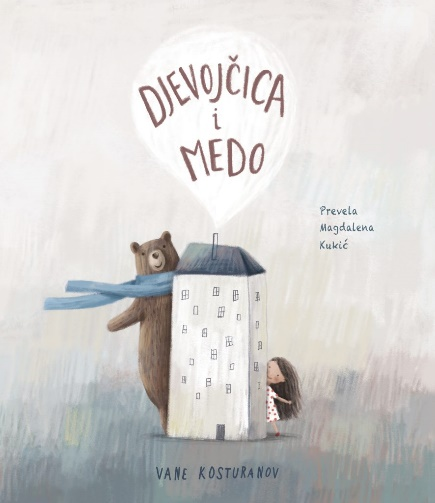 DJEVOJČICA
i
MEDO
Prevela
Magdalena
Kukić
VANE KOSTURANOV